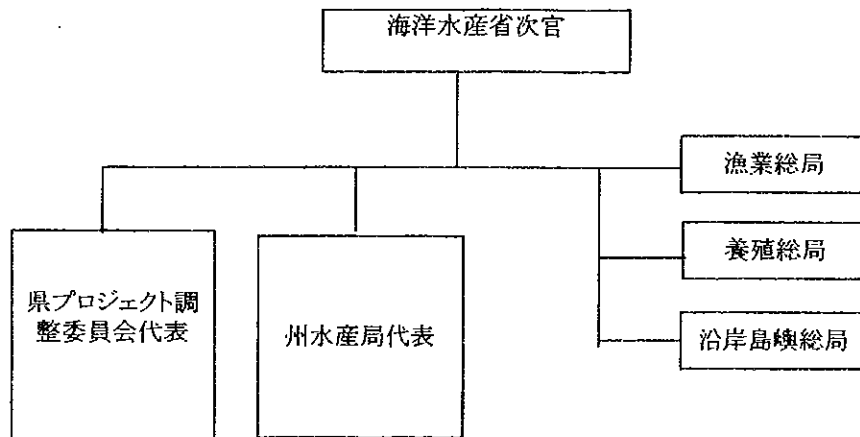 海洋水産省次官
漁業総局
養殖総局
沿岸島嶼総局
県プロジェクト調
整委員会代表
州水産局代表